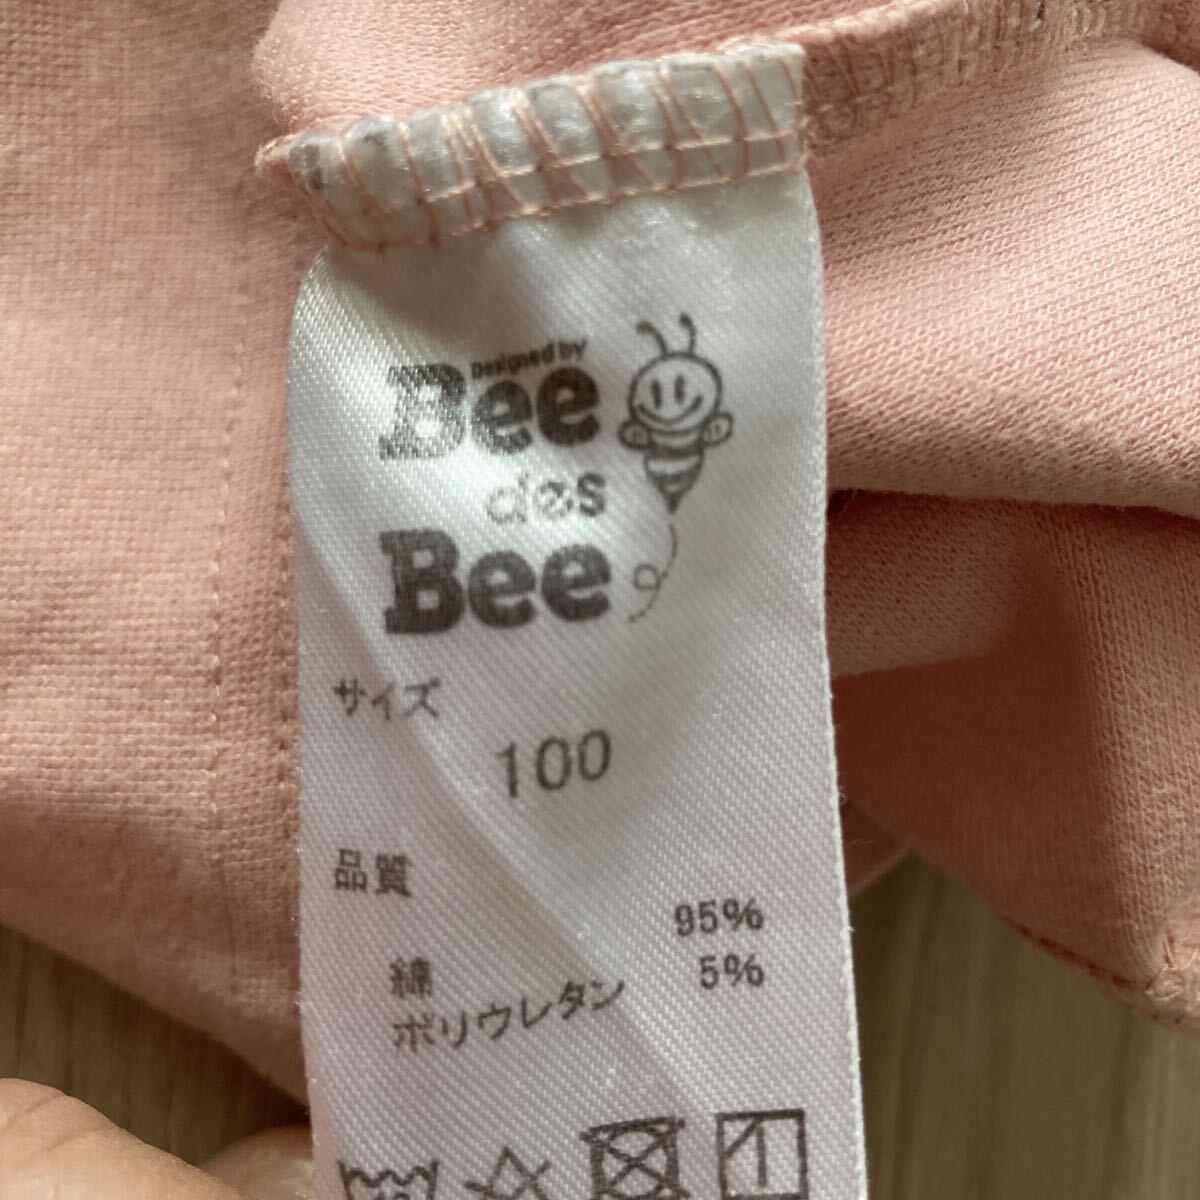 Designed by
Bee
des
Bee
サイズ
100
品質
綿 95%
ポリウレタン 5%